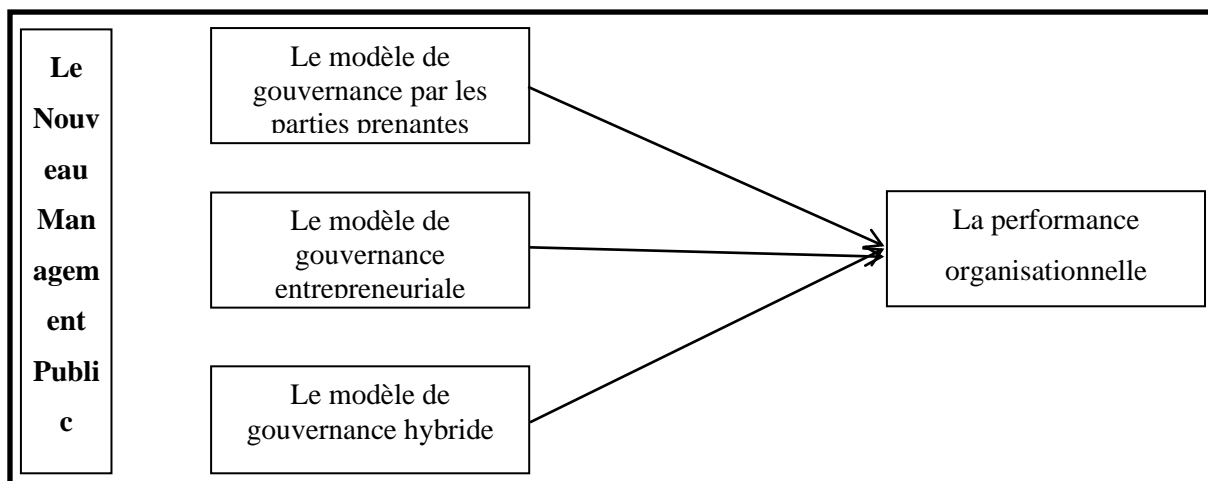 Le
Nouv
eau
Man
agem
ent
Publi
c
Le modèle de
gouvernance par les
parties prenantes
Le modèle de
gouvernance
entrepreneuriale
Le modèle de
gouvernance hybride
La performance
organisationnelle